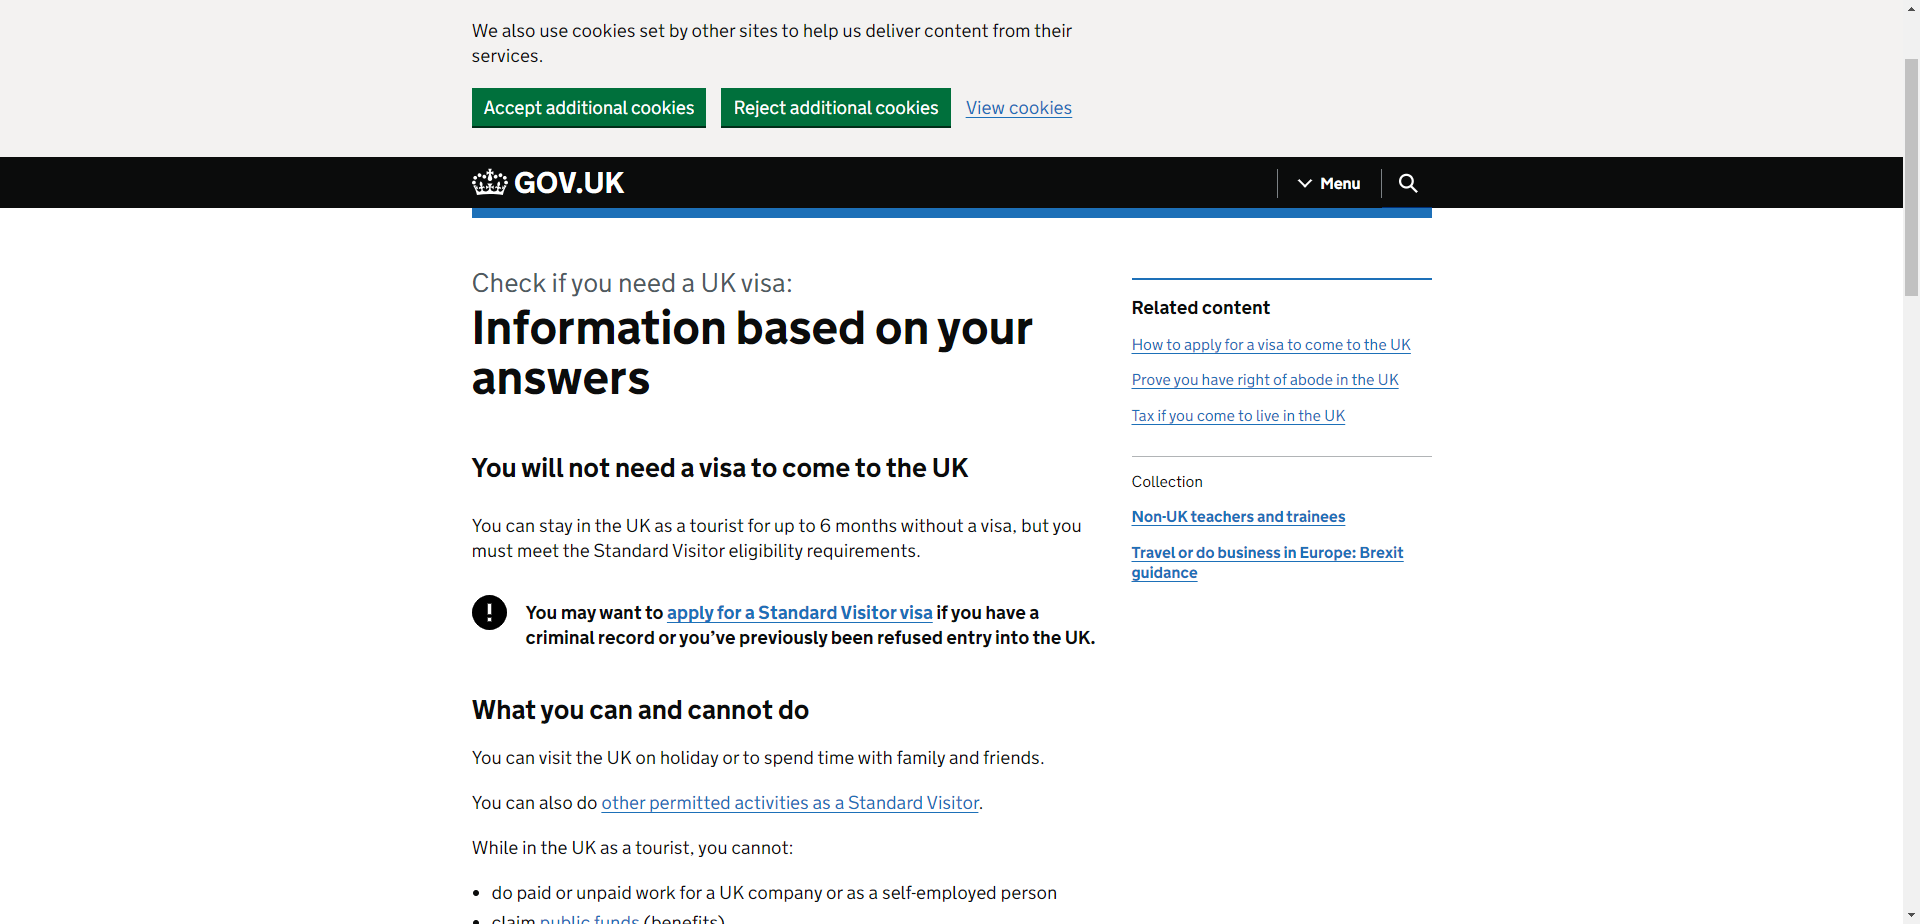 We also use cookies set by other sites to help us deliver content from their
services.
Accept additional cookies
Reject additional cookies
View cookies
GOV.UK
Menu
Check if you need a UK visa:
Information based on your
answers
You will not need a visa to come to the UK
You can stay in the UK as a tourist for up to 6 months without a visa, but you
must meet the Standard Visitor eligibility requirements.
! You may want to apply for a Standard Visitor visa if you have a
criminal record or you’ve previously been refused entry into the UK.
What you can and cannot do
You can visit the UK on holiday or to spend time with family and friends.
You can also do other permitted activities as a Standard Visitor.
While in the UK as a tourist, you cannot:
• do paid or unpaid work for a UK company or as a self-employed person
• claim public funds (benefits)
Related content
How to apply for a visa to come to the UK
Prove you have right of abode in the UK
Tax if you come to live in the UK
Collection
Non-UK teachers and trainees
Travel or do business in Europe: Brexit
guidance